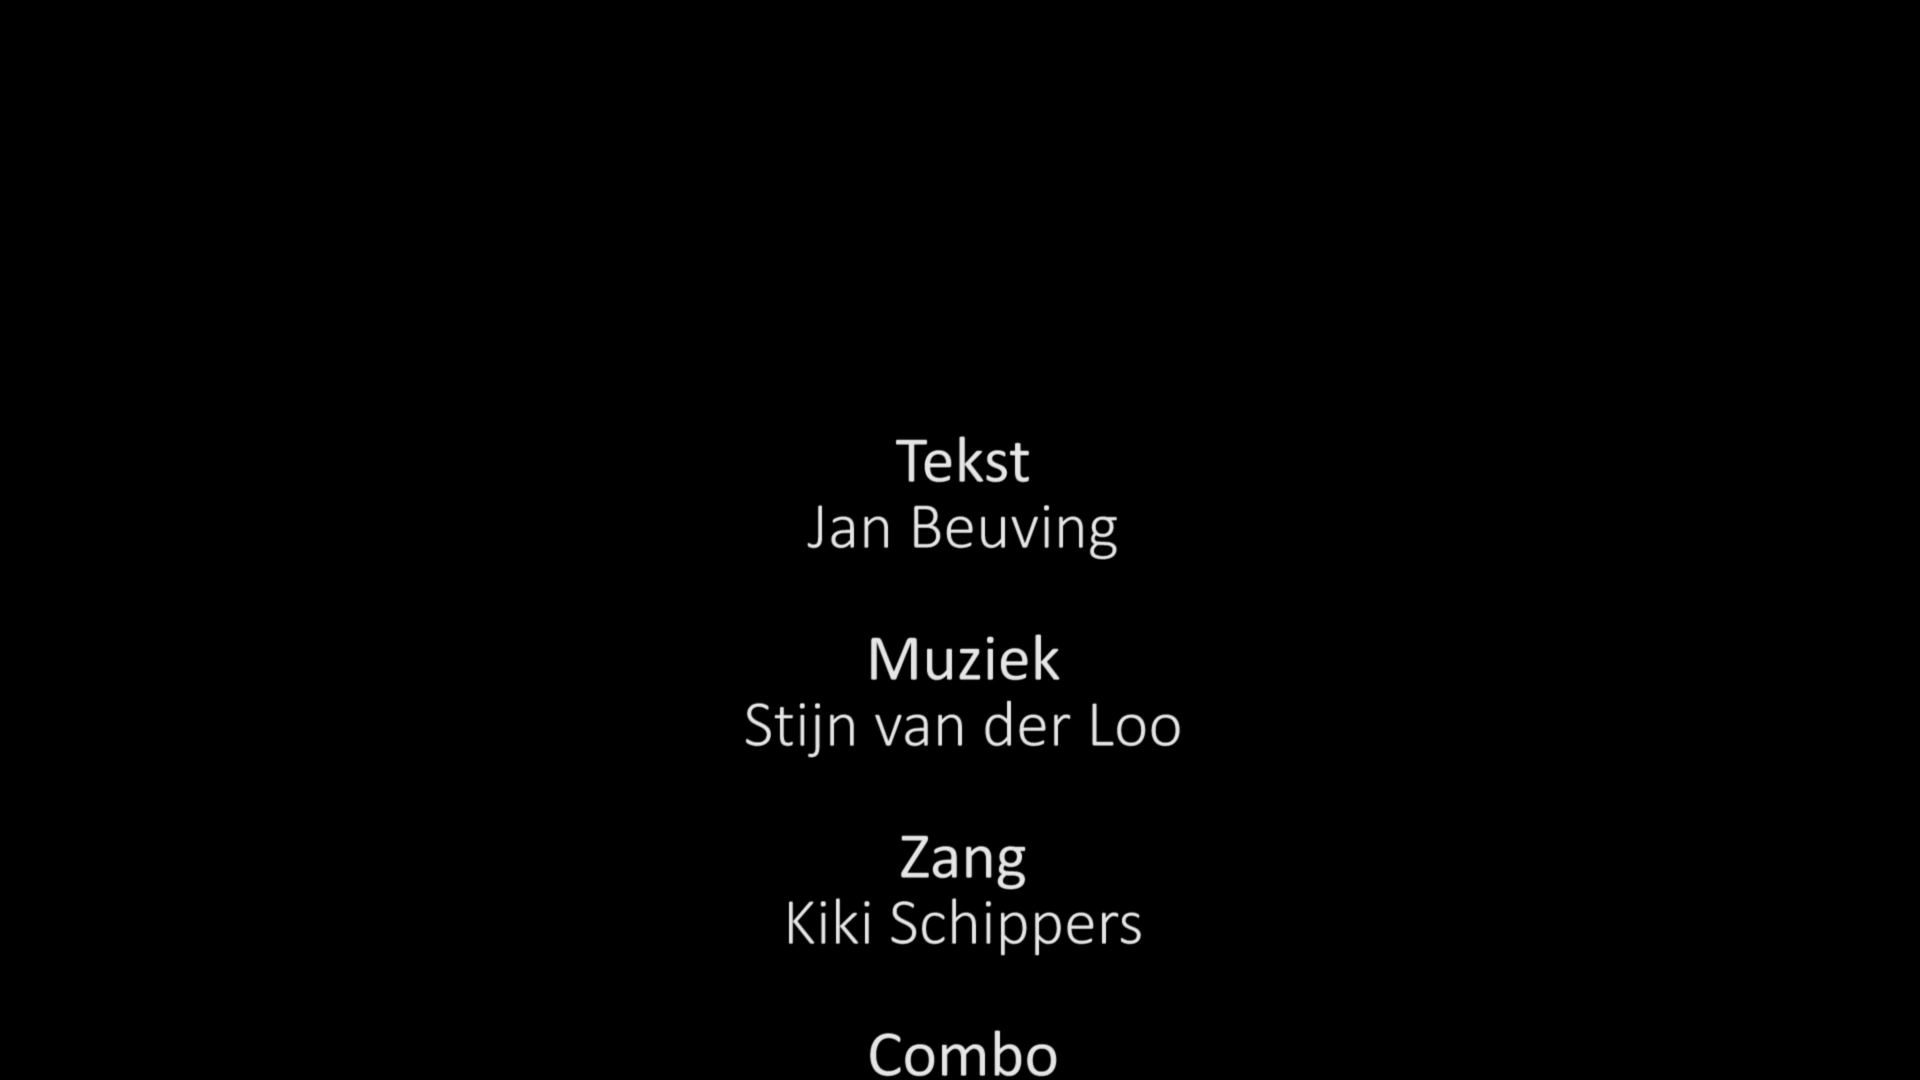 Tekst
Jan Beuving
Muziek
Stijn van der Loo
Zang
Kiki Schippers
Combo